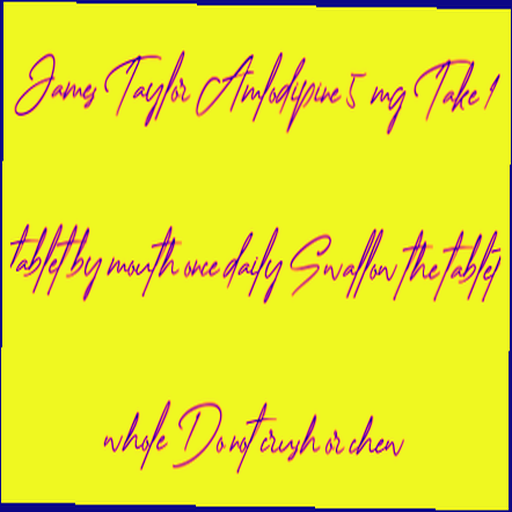 James Taylor Amlodipine 5 mg Take 1
tablet by mouth once daily Swallow the tablet
whole Do not crush or chew